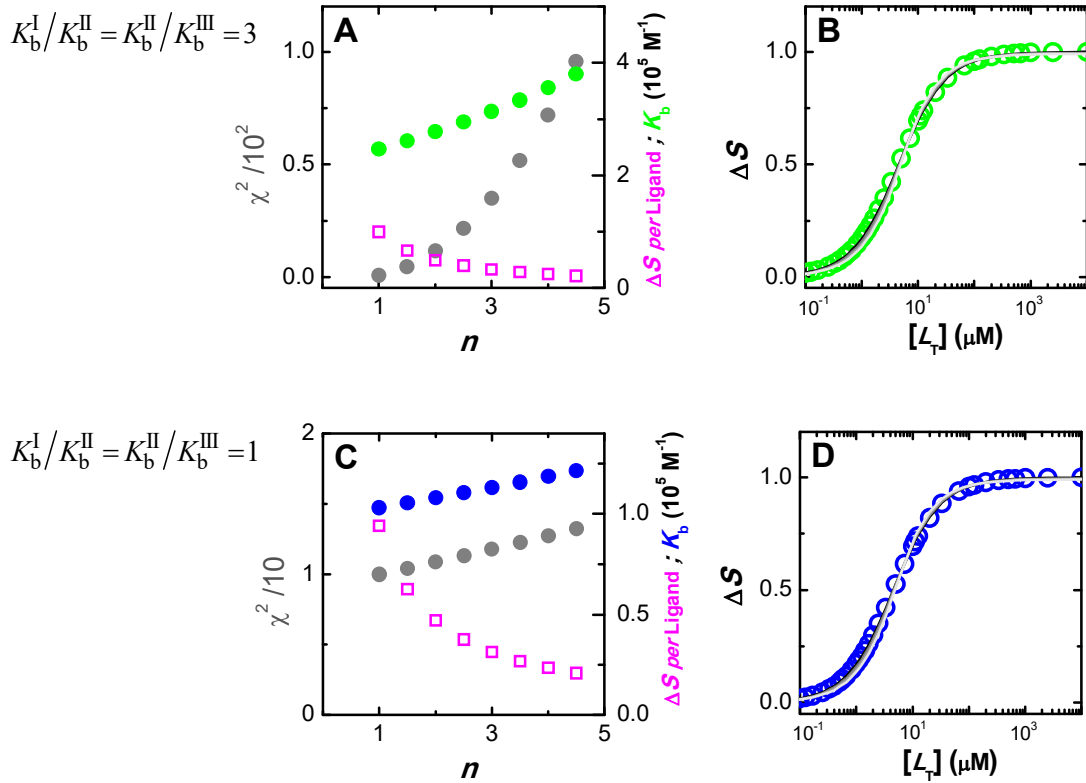 K_b^I/K_b^II = K_b^II/K_b^III = 3
A
χ²/10²
1.0
0.5
0.0
4
2
0
ΔS per Ligand ; K_b (10⁵ M⁻¹)
1
3
5
n
B
ΔS
1.0
0.5
0.0
10⁻¹
10¹
10³
[L_T] (μM)
K_b^I/K_b^II = K_b^II/K_b^III = 1
C
χ²/10
2
1
0
1.0
0.5
0.0
ΔS per Ligand ; K_b (10⁵ M⁻¹)
1
3
5
n
D
ΔS
1.0
0.5
0.0
10⁻¹
10¹
10³
[L_T] (μM)